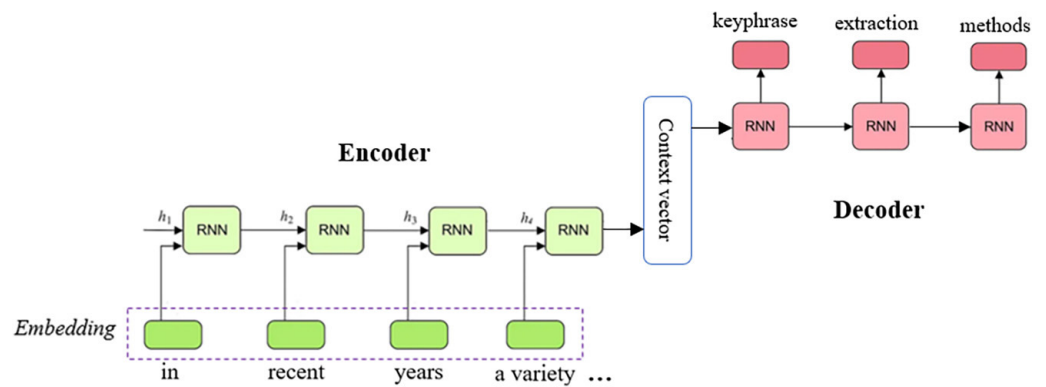 keyphrase extraction methods
RNN RNN RNN
Context vector
Encoder
Decoder
h1 h2 h3 h4
RNN RNN RNN RNN
Embedding
in recent years a variety ...